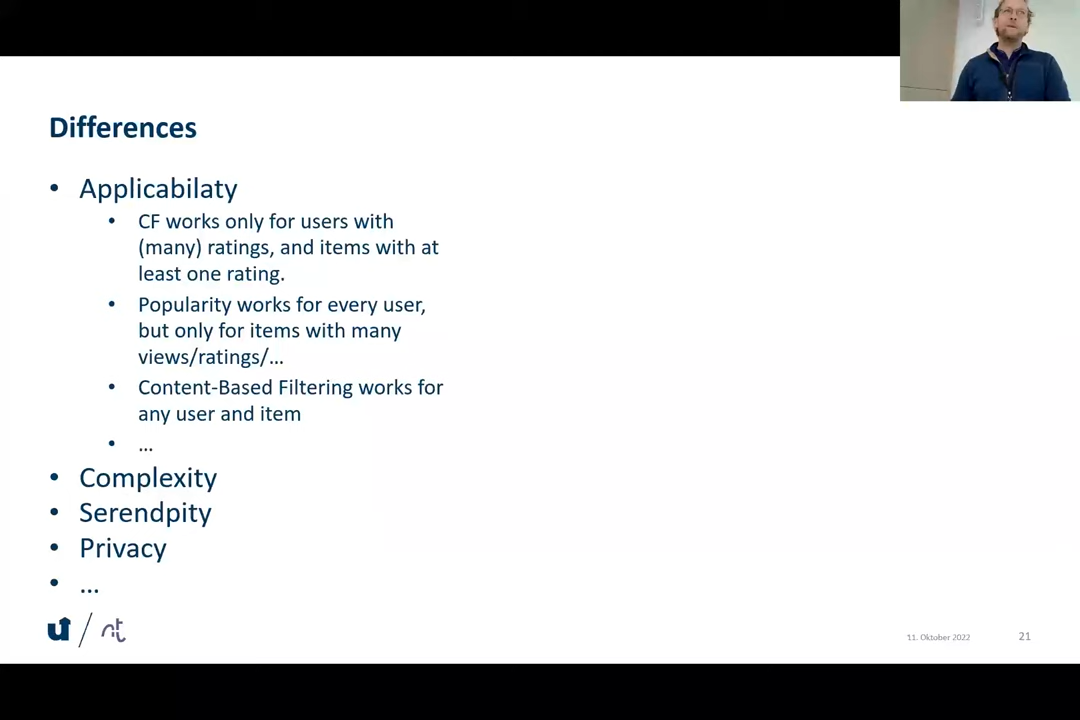 Differences
• Applicabilaty
• CF works only for users with
(many) ratings, and items with at
least one rating.
• Popularity works for every user,
but only for items with many
views/ratings/…
• Content-Based Filtering works for
any user and item
• …
• Complexity
• Serendpity
• Privacy
• …
11. Oktober 2022
21